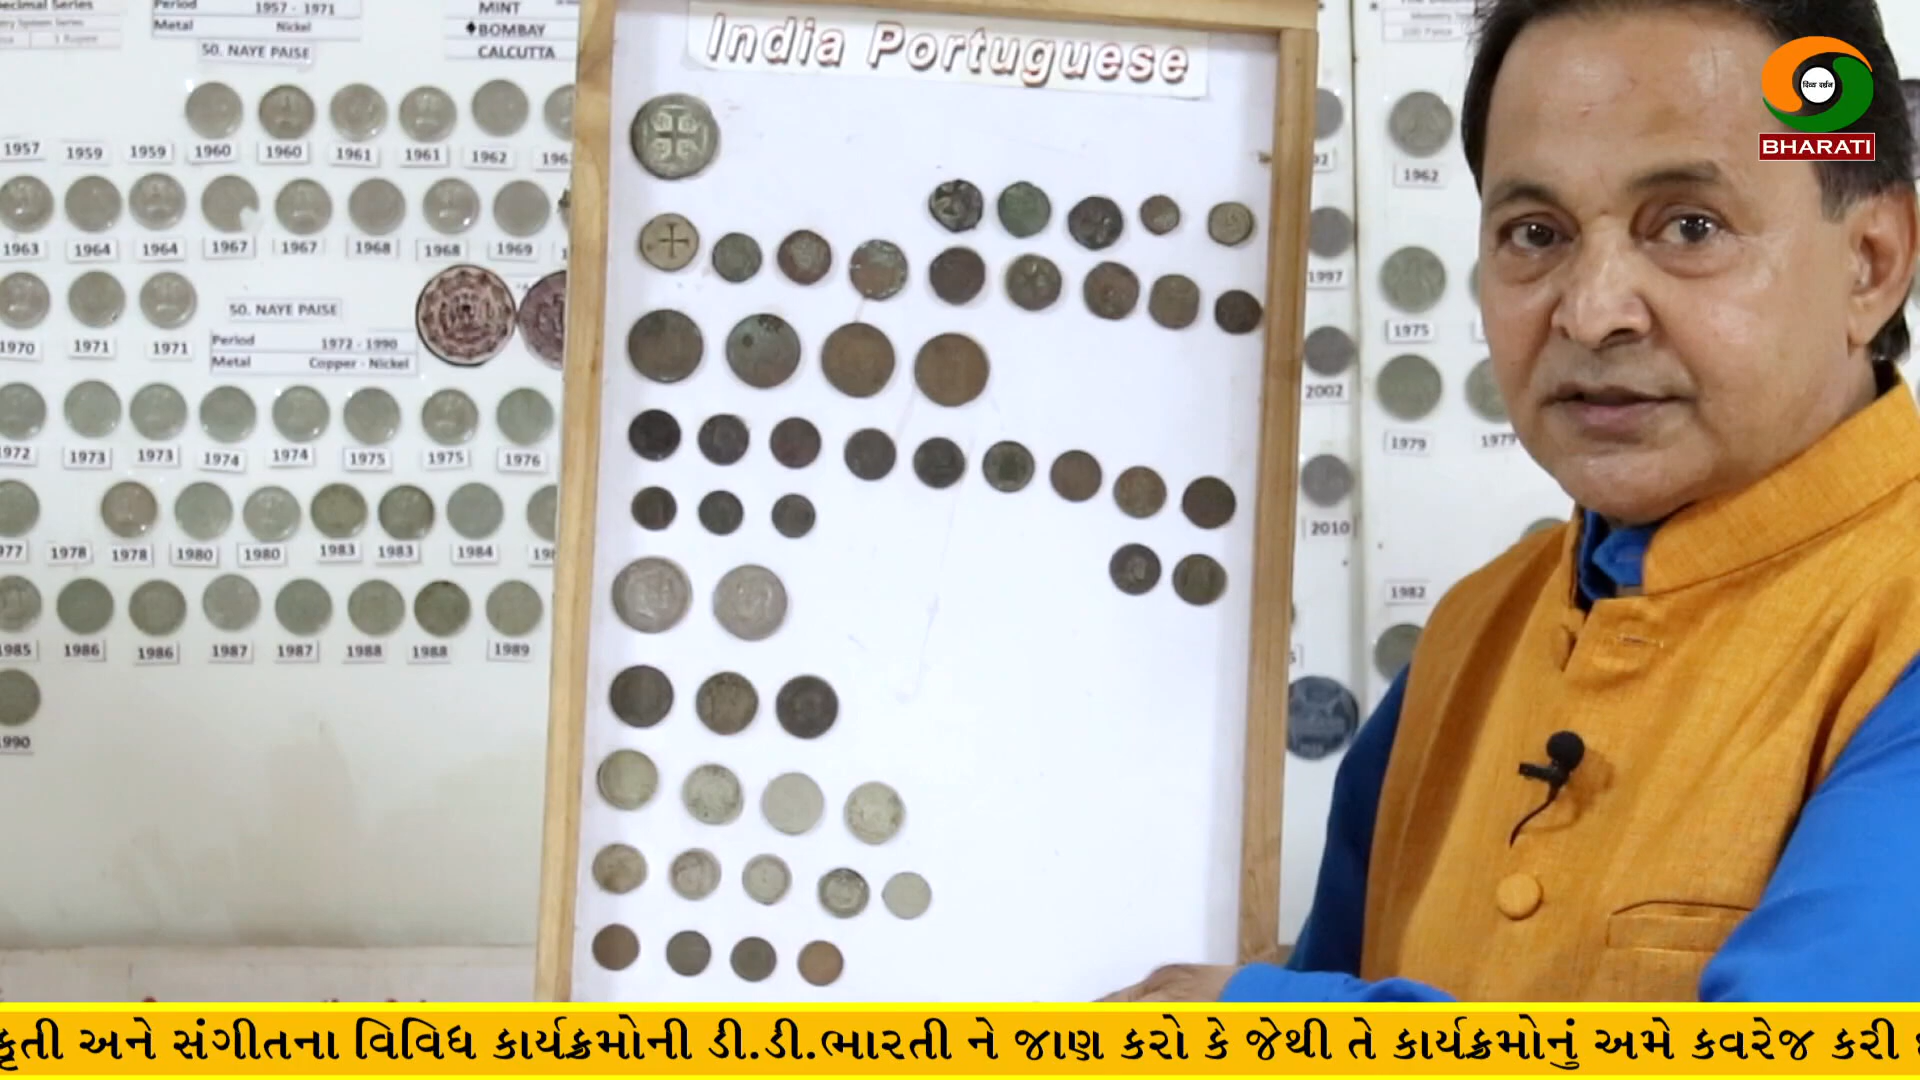 Period 1957 - 1971
Metal Nickel
50. NAYE PAISE
MINT
BOMBAY
CALCUTTA
India Portuguese
BHARATI
1957 1959 1959 1960 1960 1961 1961 1962
1963 1964 1964 1967 1967 1968 1968 1969
1970 1971 1971
50. NAYE PAISE
Period 1972 - 1990
Metal Copper - Nickel
1972 1973 1973 1974 1974 1975 1975 1976
1978 1978 1980 1980 1983 1983 1984
1985 1986 1986 1987 1987 1988 1988 1989
1990
1962
1997 1975
2002
1979 1979
2010
1982
અને સંગીતના વિવિધ કાર્યક્રમોની ડી.ડી.ભારતી ને જાણ કરો કે જેથી તે કાર્યક્રમોનું અમે કવરેજ કરી